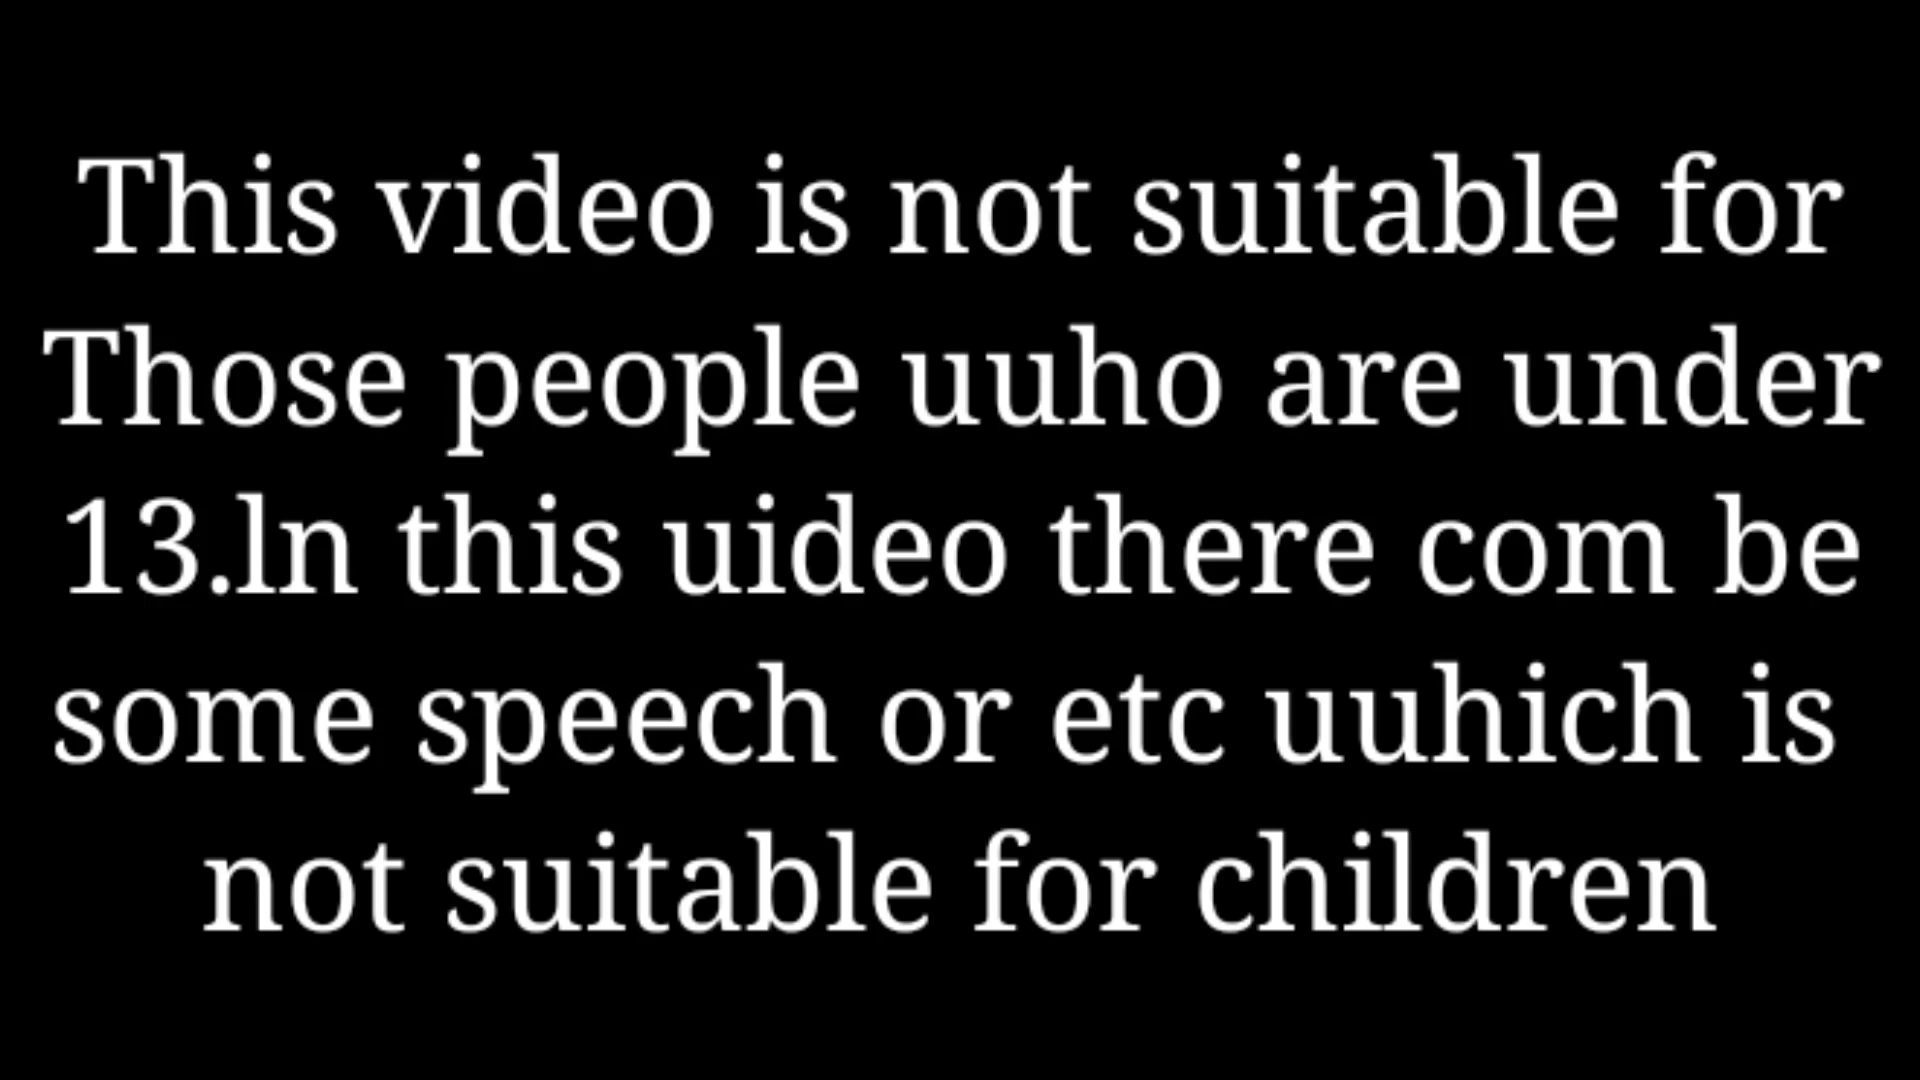 This video is not suitable for
Those people uuho are under
13.ln this uideo there com be
some speech or etc uuhich is
not suitable for children